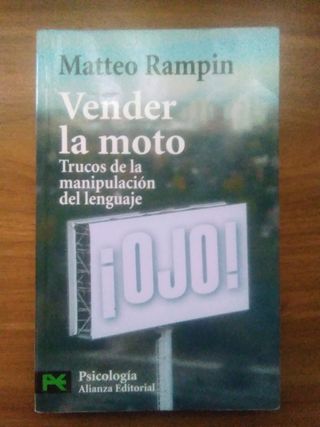 Matteo Rampin
Vender
la moto
Trucos de la
manipulación
del lenguaje
¡OJO!
Psicología
Alianza Editorial